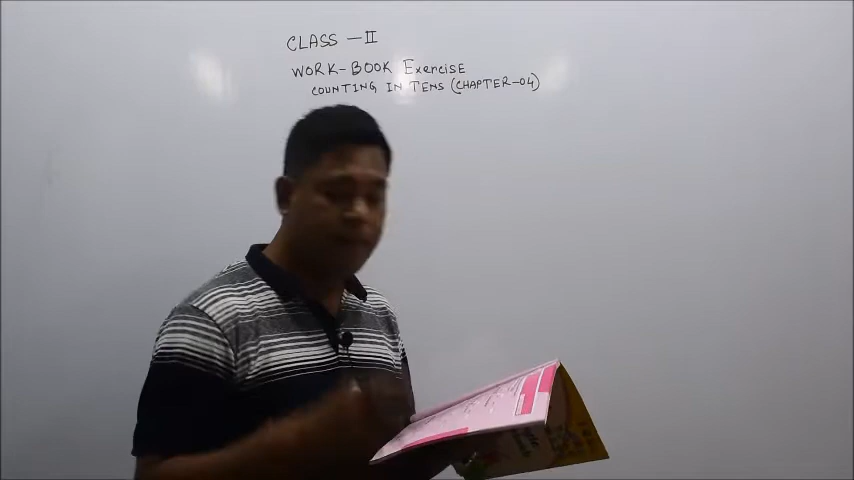 CLASS - II
WORK-BOOK Exercise
COUNTING IN TENS (CHAPTER-04)